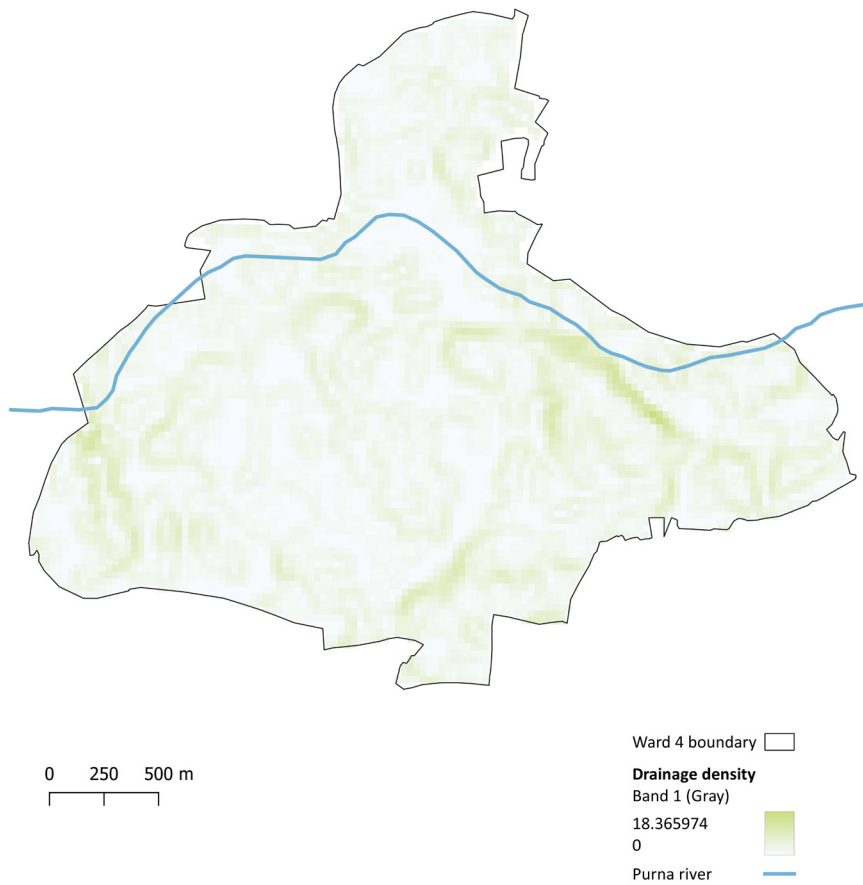 0 250 500 m
Ward 4 boundary
Drainage density
Band 1 (Gray)
18.365974
0
Purna river